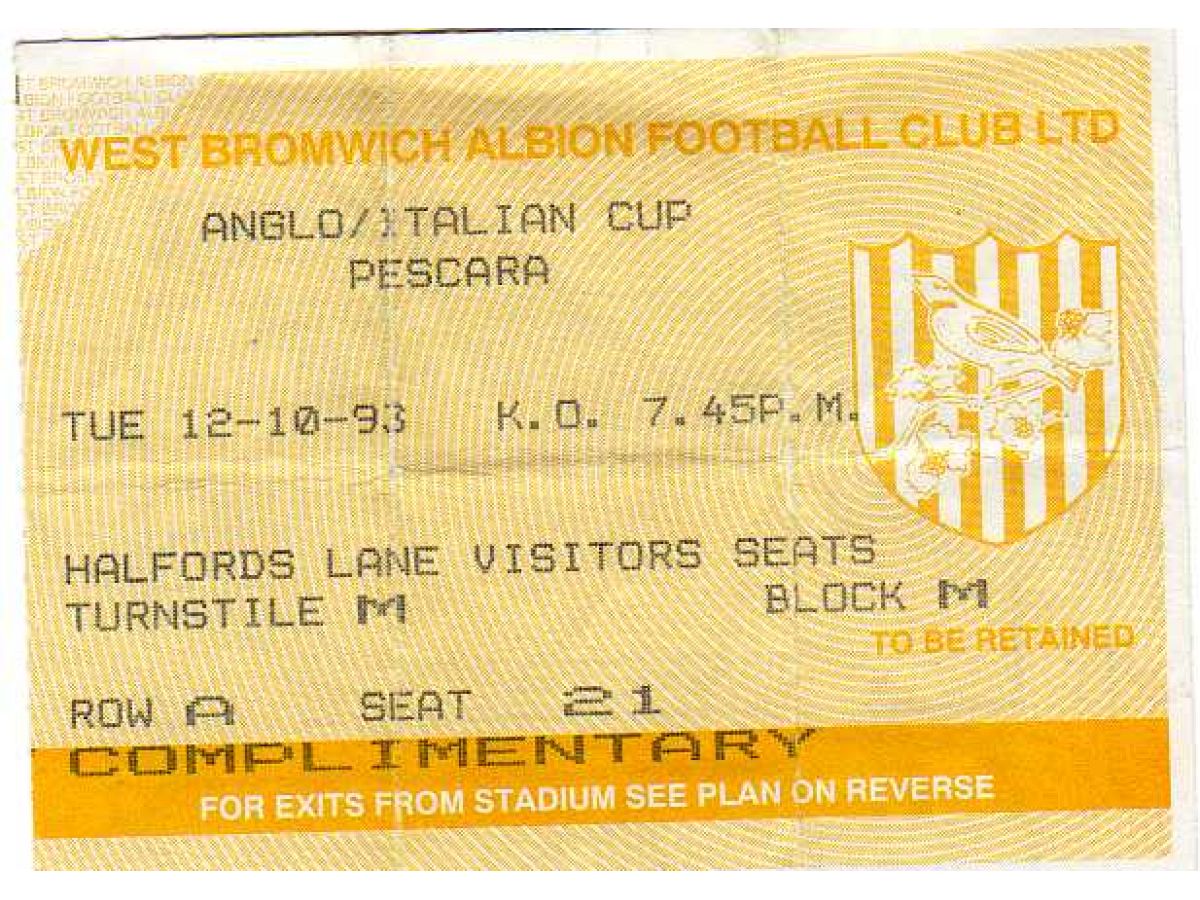 WEST BROMWICH ALBION FOOTBALL CLUB LTD
ANGLO/ITALIAN CUP
PESCARA
TUE 12-10-93 K.O. 7.45P.M.
HALFORDS LANE VISITORS SEATS
TURNSTILE M BLOCK M
TO BE RETAINED
ROW A SEAT 21
COMPLIMENTARY
FOR EXITS FROM STADIUM SEE PLAN ON REVERSE